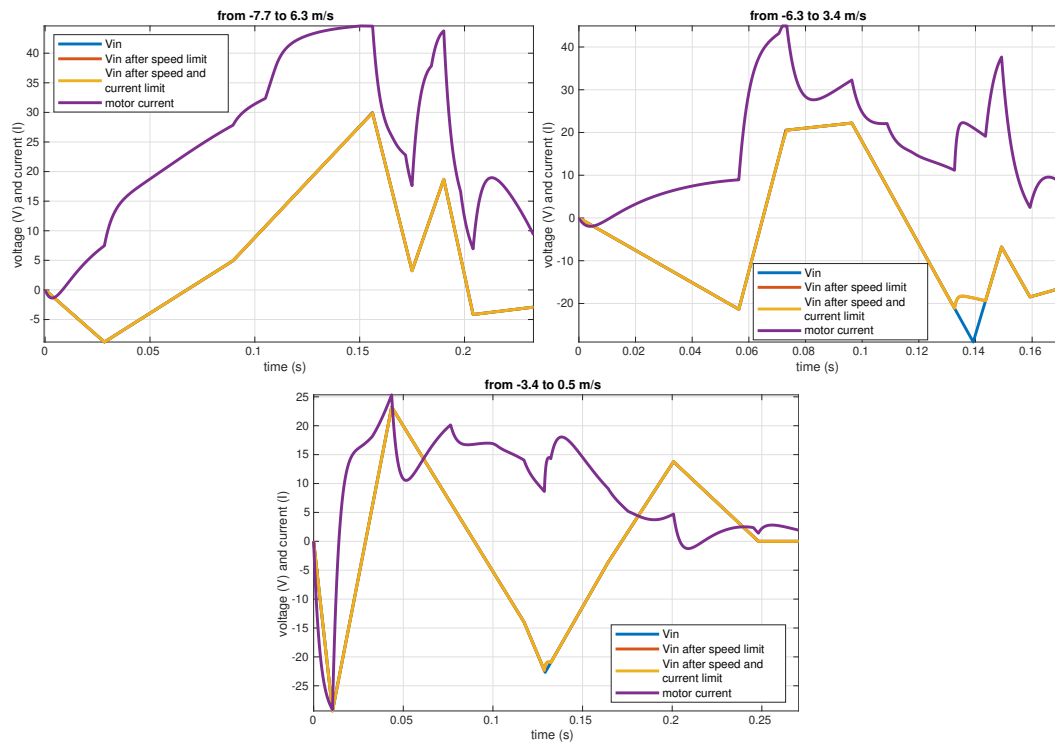 from -7.7 to 6.3 m/s
voltage (V) and current (I)
40
35
30
25
20
15
10
5
0
-5
Vin
Vin after speed limit
Vin after speed and
current limit
motor current
0
0.05
0.1
0.15
0.2
time (s)
from -6.3 to 3.4 m/s
voltage (V) and current (I)
40
30
20
10
0
-10
-20
Vin
Vin after speed limit
Vin after speed and
current limit
motor current
0
0.02
0.04
0.06
0.08
0.1
0.12
0.14
0.16
time (s)
from -3.4 to 0.5 m/s
voltage (V) and current (I)
25
20
15
10
5
0
-5
-10
-15
-20
-25
Vin
Vin after speed limit
Vin after speed and
current limit
motor current
0
0.05
0.1
0.15
0.2
0.25
time (s)